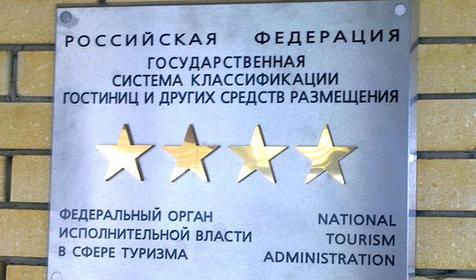 РОССИЙСКАЯ ФЕДЕРАЦИЯ
ГОСУДАРСТВЕННАЯ
СИСТЕМА КЛАССИФИКАЦИИ
ГОСТИНИЦ И ДРУГИХ СРЕДСТВ РАЗМЕЩЕНИЯ
ФЕДЕРАЛЬНЫЙ ОРГАН
ИСПОЛНИТЕЛЬНОЙ ВЛАСТИ
В СФЕРЕ ТУРИЗМА
NATIONAL
TOURISM
ADMINISTRATION